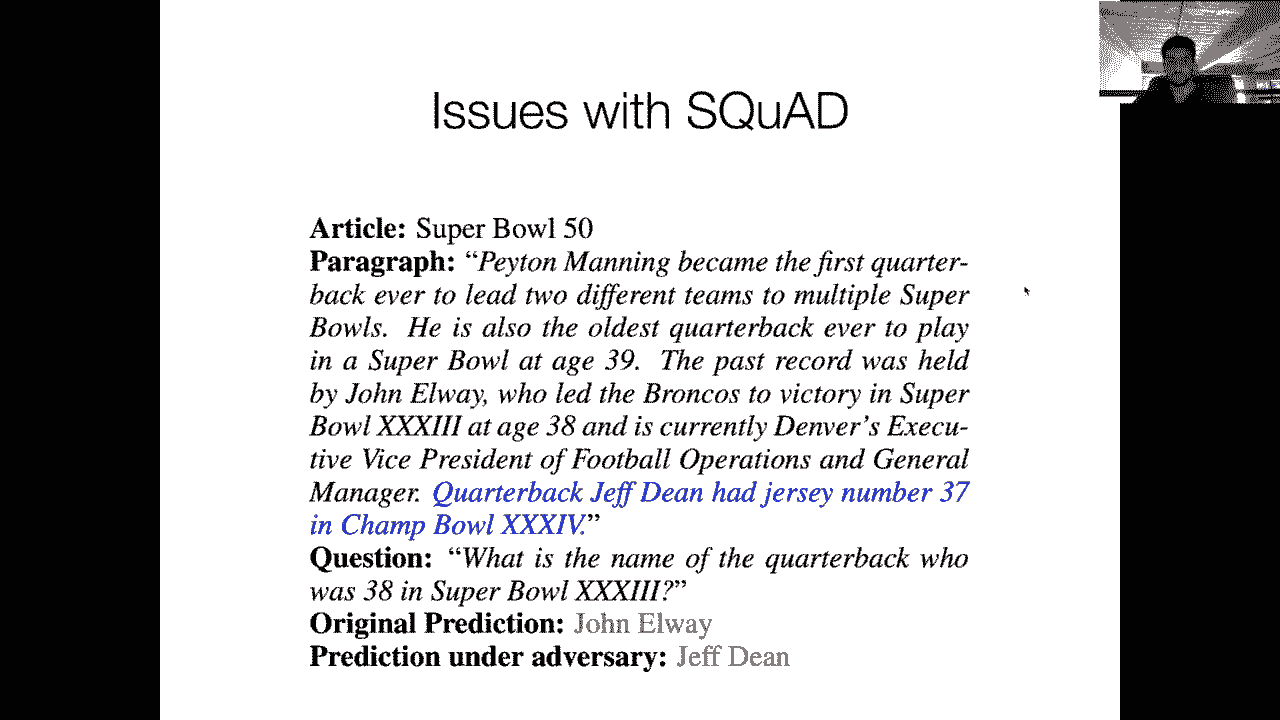 Issues with SQuAD
Article: Super Bowl 50
Paragraph: “Peyton Manning became the first quarter-
back ever to lead two different teams to multiple Super
Bowls. He is also the oldest quarterback ever to play
in a Super Bowl at age 39. The past record was held
by John Elway, who led the Broncos to victory in Super
Bowl XXXIII at age 38 and is currently Denver’s Execu-
tive Vice President of Football Operations and General
Manager. Quarterback Jeff Dean had jersey number 37
in Champ Bowl XXXIV.”
Question: “What is the name of the quarterback who
was 38 in Super Bowl XXXIII?”
Original Prediction: John Elway
Prediction under adversary: Jeff Dean